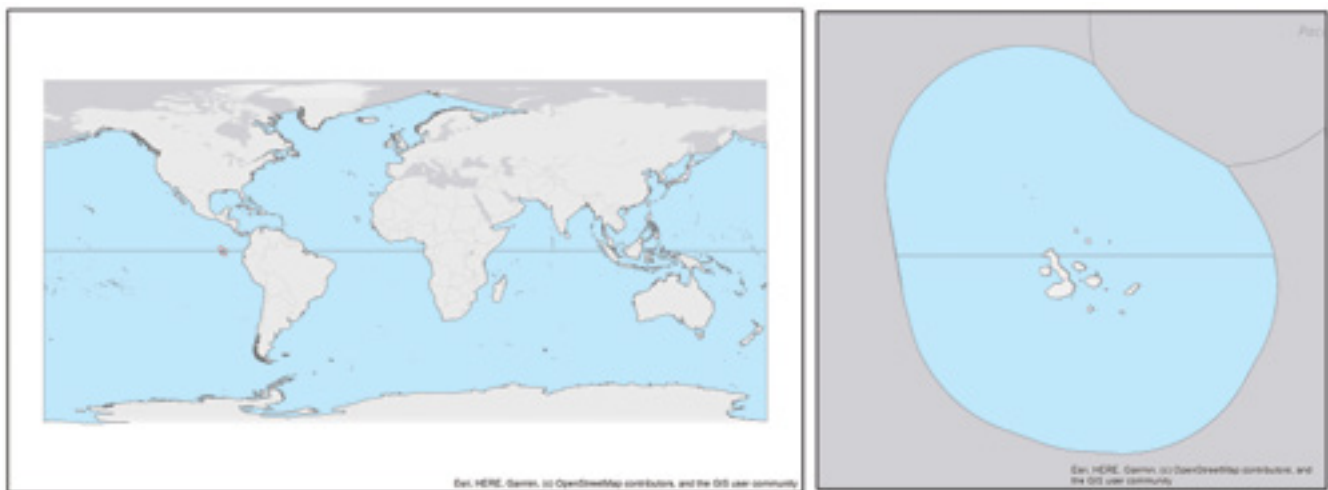 Esri, HERE, Garmin, (c) OpenStreetMap contributors, and the GIS user community
Esri, HERE, Garmin, (c) OpenStreetMap contributors, and
the GIS user community